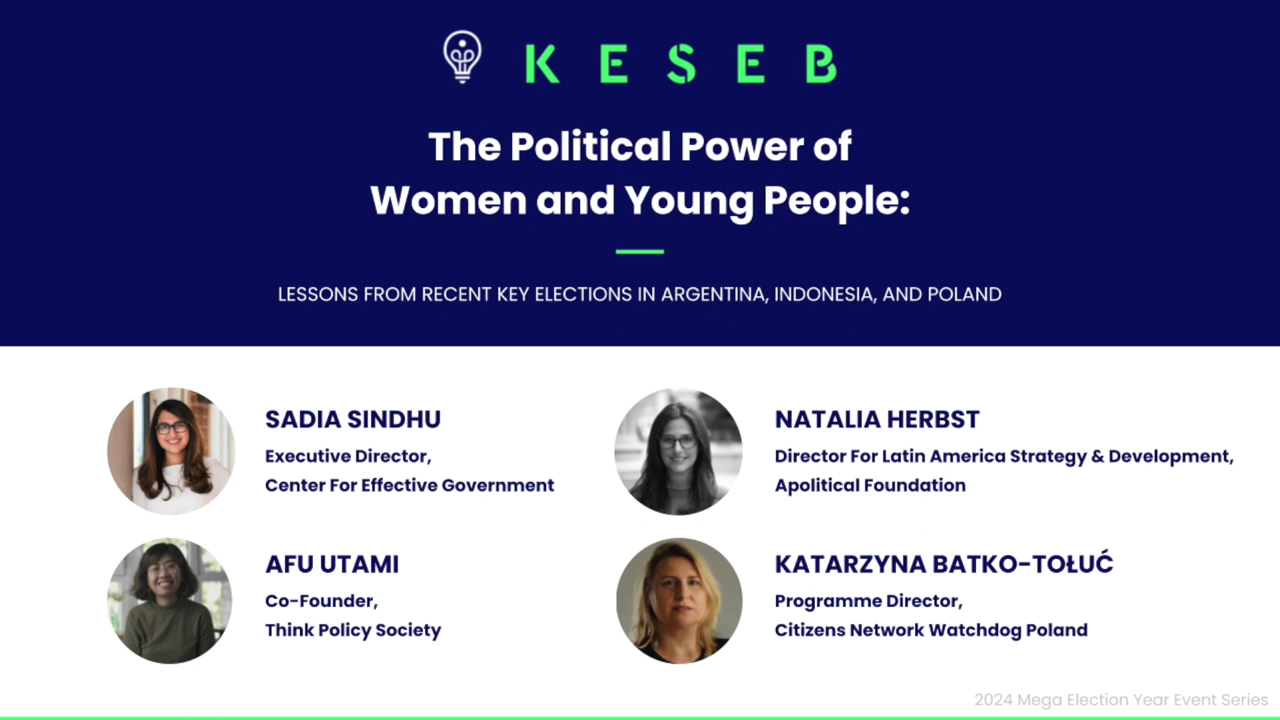 KESEB
The Political Power of
Women and Young People:
LESSONS FROM RECENT KEY ELECTIONS IN ARGENTINA, INDONESIA, AND POLAND
SADIA SINDHU
Executive Director,
Center For Effective Government
NATALIA HERBST
Director For Latin America Strategy & Development,
Apolitical Foundation
AFU UTAMI
Co-Founder,
Think Policy Society
KATARZYNA BATKO-TOŁUĆ
Programme Director,
Citizens Network Watchdog Poland
2024 Mega Election Year Event Series